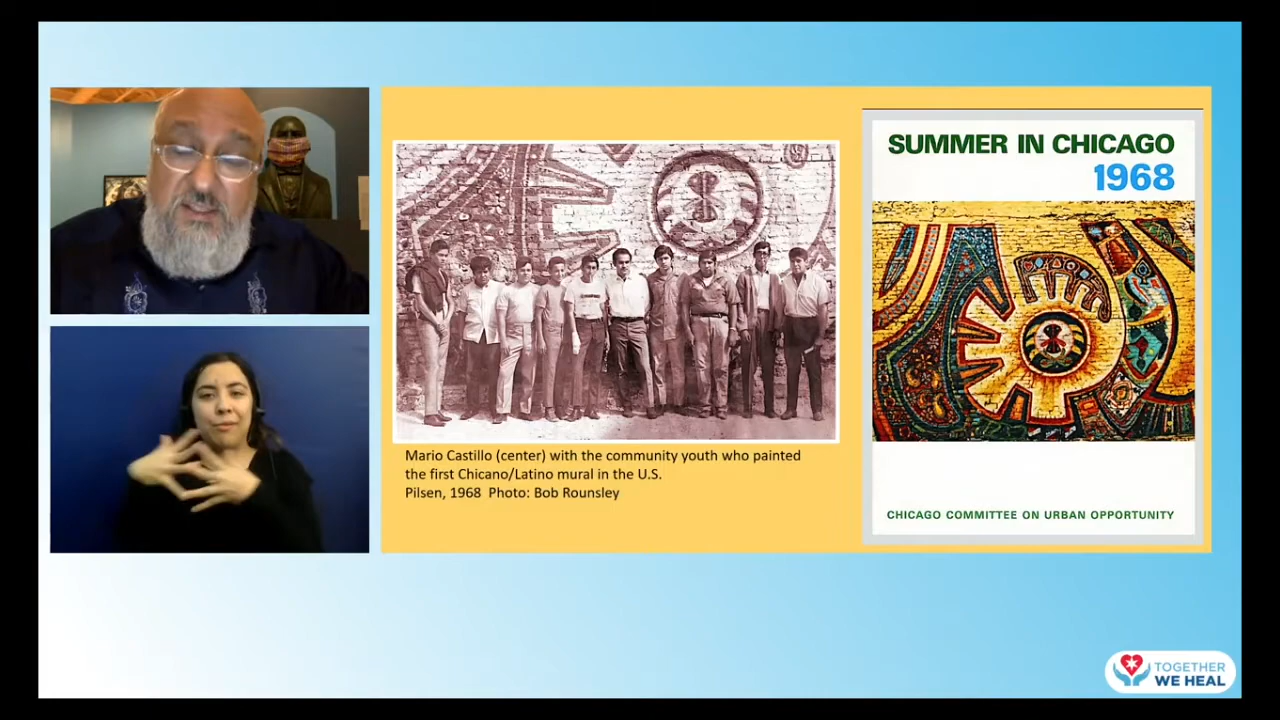 SUMMER IN CHICAGO
1968
Mario Castillo (center) with the community youth who painted
the first Chicano/Latino mural in the U.S.
Pilsen, 1968  Photo: Bob Rounsley
CHICAGO COMMITTEE ON URBAN OPPORTUNITY
TOGETHER
WE HEAL